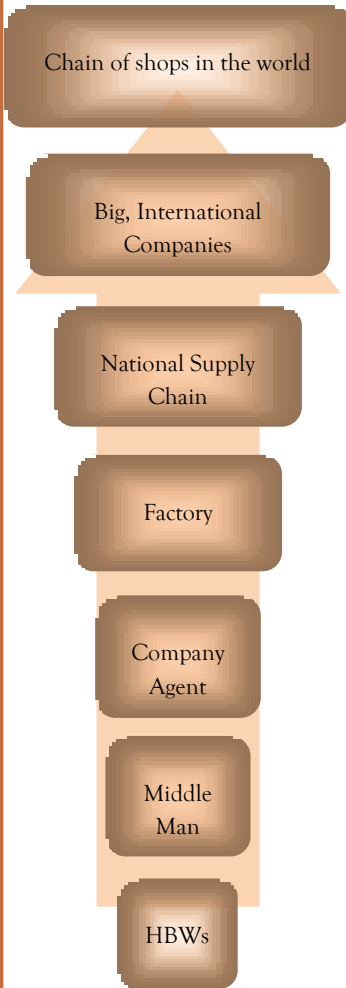 Chain of shops in the world
Big, International
Companies
National Supply
Chain
Factory
Company
Agent
Middle
Man
HBWs